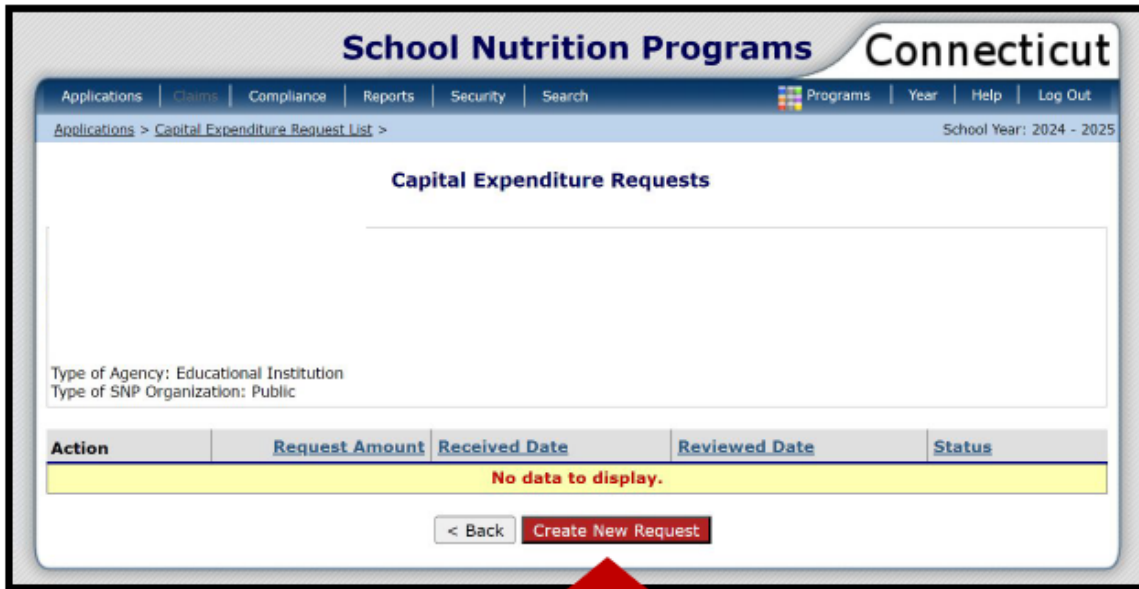 School Nutrition Programs Connecticut
Applications | Claims | Compliance | Reports | Security | Search Programs | Year | Help | Log Out
Applications > Capital Expenditure Request List > School Year: 2024 - 2025
Capital Expenditure Requests
Type of Agency: Educational Institution
Type of SNP Organization: Public
Action Request Amount Received Date Reviewed Date Status
No data to display.
< Back Create New Request